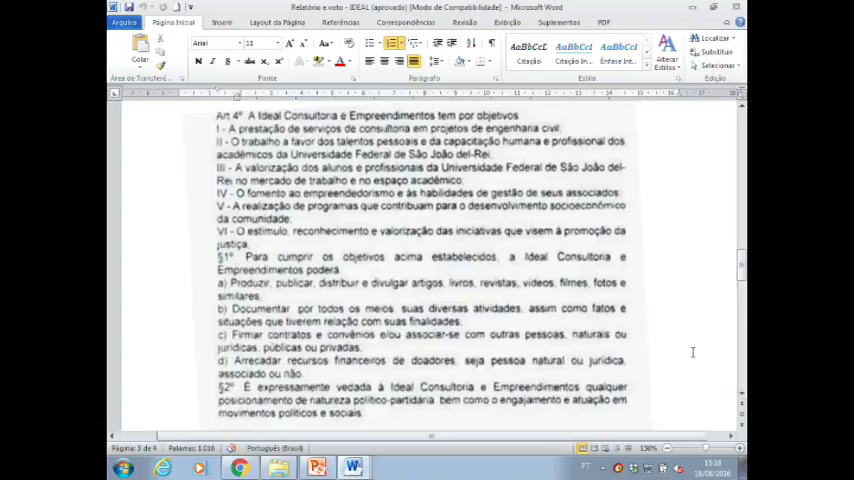 Relatório e voto - IDEAL (aprovado) [Modo de Compatibilidade] - Microsoft Word
Arquivo Página Inicial Inserir Layout da Página Referências Correspondências Revisão Exibição Suplementos PDF
Arial 11 Localizar
Substituir
Selecionar
Colar
N I S abc x₂ x²
AaBbCcL AaBbCcI AaBbCcI
Citação Citação In... Ênfase Int...
Alterar Estilos
Área de Transferê... Fonte Parágrafo Estilo Edição
Art 4º A Ideal Consultoria e Empreendimentos tem por objetivos
I - A prestação de serviços de consultoria em projetos de engenharia civil;
II - O trabalho a favor dos talentos pessoais e da capacitação humana e profissional dos
acadêmicos da Universidade Federal de São João del-Rei;
III - A valorização dos alunos e profissionais da Universidade Federal de São João del-
Rei no mercado de trabalho e no espaço acadêmico;
IV - O fomento ao empreendedorismo e às habilidades de gestão de seus associados;
V - A realização de programas que contribuam para o desenvolvimento socioeconômico
da comunidade;
VI - O estímulo, reconhecimento e valorização das iniciativas que visem à promoção da
justiça;
§1º Para cumprir os objetivos acima estabelecidos, a Ideal Consultoria e
Empreendimentos poderá
a) Produzir, publicar, distribuir e divulgar artigos, livros, revistas, vídeos, filmes, fotos e
similares,
b) Documentar por todos os meios suas diversas atividades, assim como fatos e
situações que tiverem relação com suas finalidades;
c) Firmar contratos e convênios e/ou associar-se com outras pessoas, naturais ou
jurídicas, públicas ou privadas;
d) Arrecadar recursos financeiros de doadores, seja pessoa natural ou jurídica,
associado ou não.
§2º É expressamente vedada à Ideal Consultoria e Empreendimentos qualquer
posicionamento de natureza político-partidária bem como o engajamento e atuação em
movimentos políticos e sociais
Página: 3 de 6 Palavras: 1.016 Português (Brasil) 130%
PT 15:38
16/08/2016